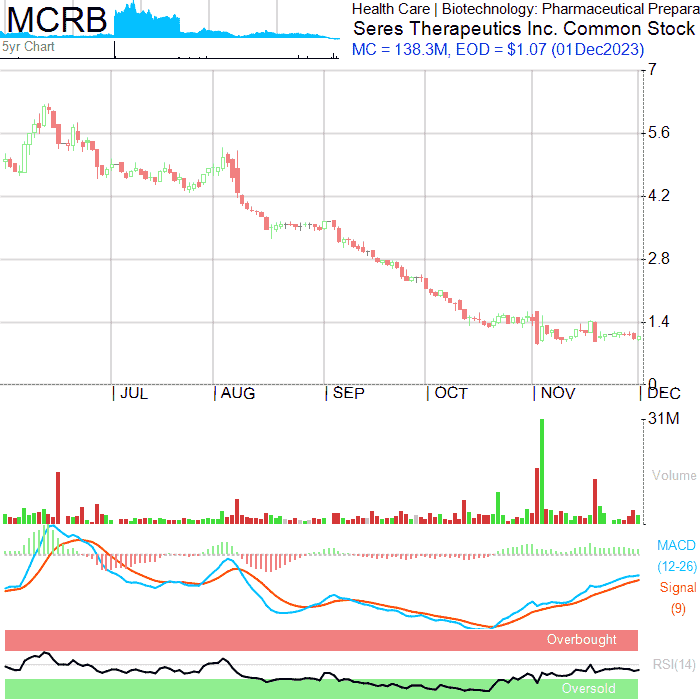 MCRB
5yr Chart
Health Care | Biotechnology: Pharmaceutical Prepara
Seres Therapeutics Inc. Common Stock
MC = 138.3M, EOD = $1.07 (01Dec2023)
7
5.6
4.2
2.8
1.4
0
JUL AUG SEP OCT NOV DEC
31M
Volume
MACD
(12-26)
Signal
(9)
Overbought
RSI(14)
Oversold